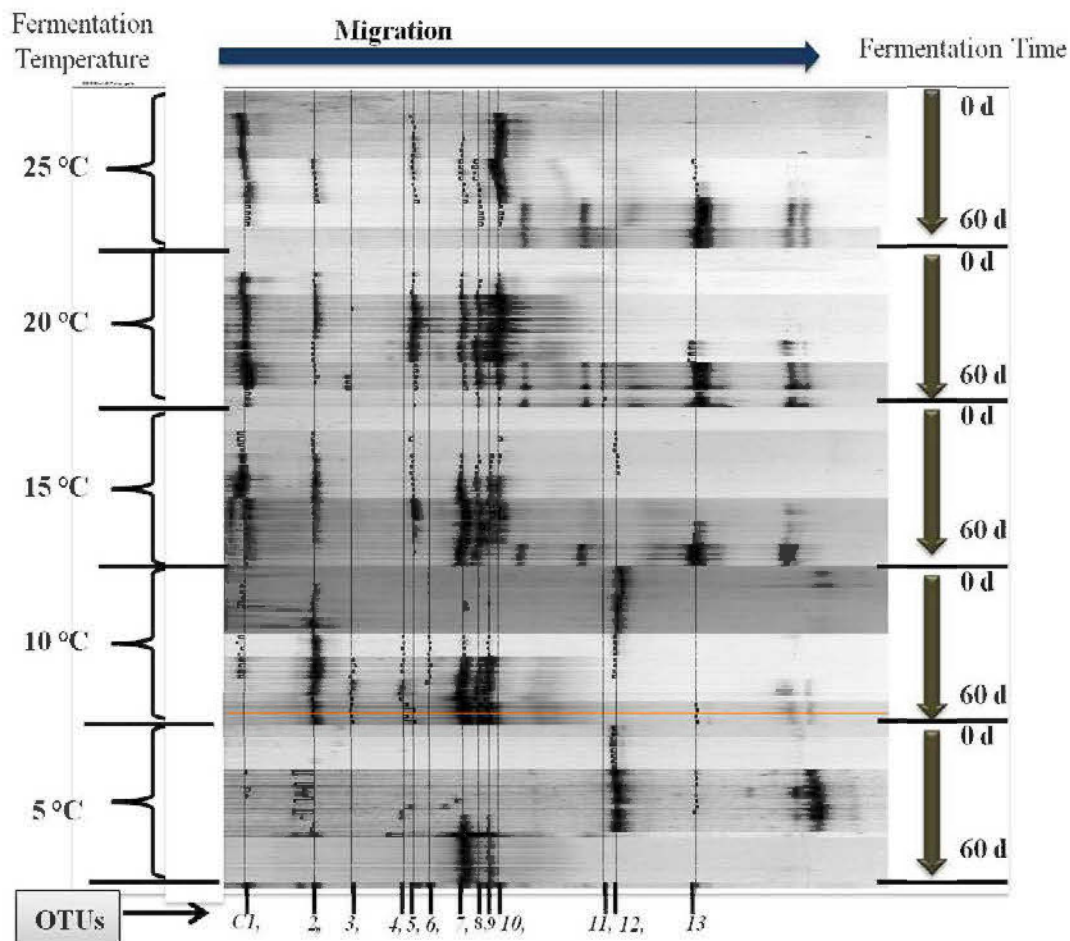 Fermentation
Temperature
Migration
Fermentation Time
0 d
25 °C
60 d
0 d
20 °C
60 d
0 d
15 °C
60 d
0 d
10 °C
60 d
0 d
5 °C
60 d
OTUs
C1, 2, 3, 4, 5, 6, 7, 8, 9 10, 11, 12, 13